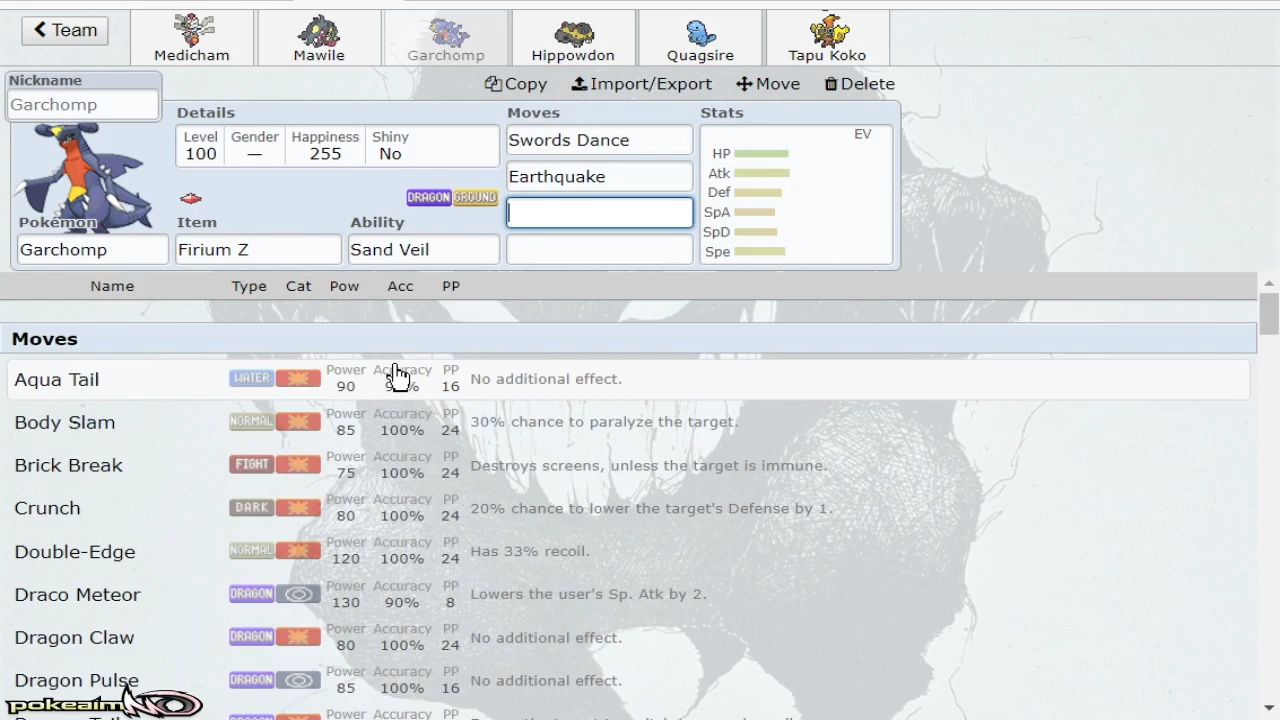 Team
Medicham
Mawile
Garchomp
Hippowdon
Quagsire
Tapu Koko
Nickname
Garchomp
Copy
Import/Export
Move
Delete
Details
Level Gender Happiness Shiny
100 — 255 No
DRAGON GROUND
Pokémon
Garchomp
Item
Firium Z
Ability
Sand Veil
Moves
Swords Dance
Earthquake
Stats
EV
HP
Atk
Def
SpA
SpD
Spe
Name Type Cat Pow Acc PP
Moves
Aqua Tail WATER Power 90 Accuracy PP 16 No additional effect.
Body Slam NORMAL Power 85 Accuracy 100% PP 24 30% chance to paralyze the target.
Brick Break FIGHT Power 75 Accuracy 100% PP 24 Destroys screens, unless the target is immune.
Crunch DARK Power 80 Accuracy 100% PP 24 20% chance to lower the target's Defense by 1.
Double-Edge NORMAL Power 120 Accuracy 100% PP 24 Has 33% recoil.
Draco Meteor DRAGON Power 130 Accuracy 90% PP 8 Lowers the user's Sp. Atk by 2.
Dragon Claw DRAGON Power 80 Accuracy 100% PP 24 No additional effect.
Dragon Pulse DRAGON Power 85 Accuracy 100% PP 16 No additional effect.
Power Accuracy PP
pokeaimMD